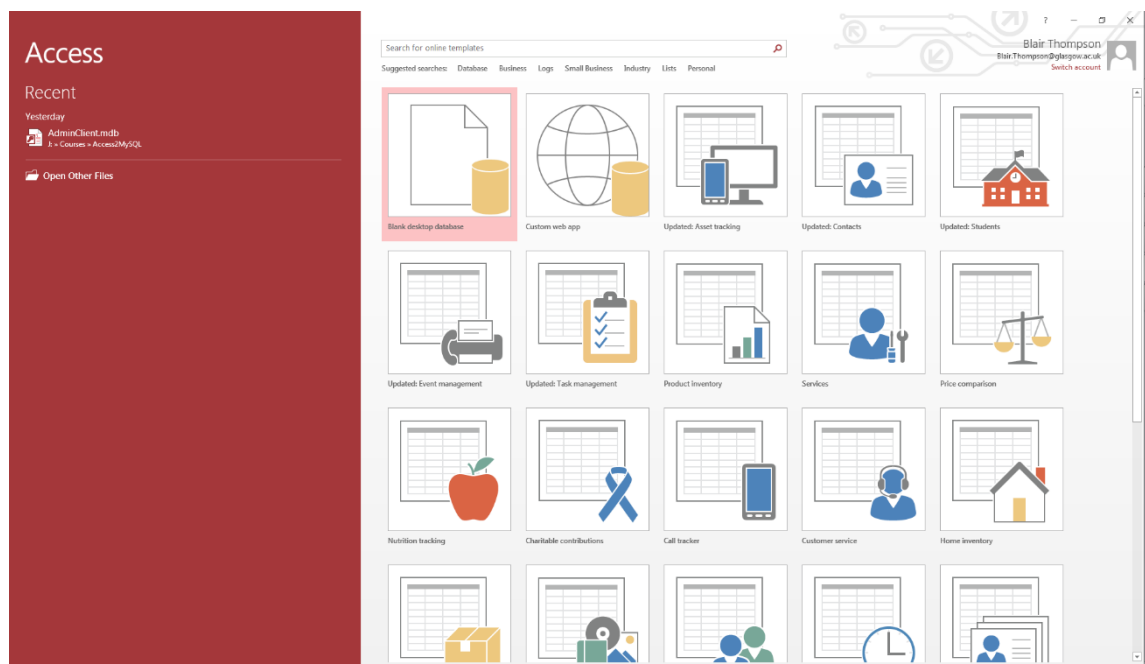 Access
Recent
Yesterday
AdminClient.mdb
J: » Courses » Access2MySQL
Open Other Files
?
Search for online templates
Suggested searches: Database Business Logs Small Business Industry Lists Personal
Blair Thompson
Blair.Thompson@glasgow.ac.uk
Switch account
Blank desktop database
Custom web app
Updated: Asset tracking
Updated: Contacts
Updated: Students
Updated: Event management
Updated: Task management
Product inventory
Services
Price comparison
Nutrition tracking
Charitable contributions
Call tracker
Customer service
Home inventory